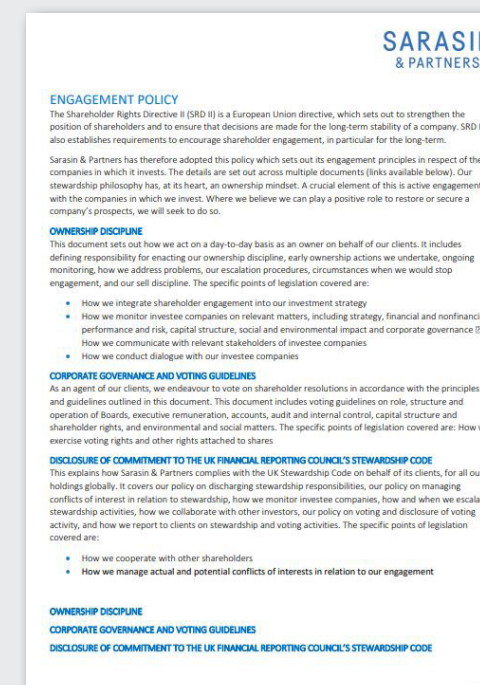 SARASI
& PARTNERS
ENGAGEMENT POLICY
The Shareholder Rights Directive II (SRD II) is a European Union directive, which sets out to strengthen the
position of shareholders and to ensure that decisions are made for the long-term stability of a company. SRD
also establishes requirements to encourage shareholder engagement, in particular for the long-term.
Sarasin & Partners has therefore adopted this policy which sets out its engagement principles in respect of the
companies in which it invests. The details are set out across multiple documents (links available below). Our
stewardship philosophy has, at its heart, an ownership mindset. A crucial element of this is active engagement
with the companies in which we invest. Where we believe we can play a positive role to restore or secure a
company's prospects, we will seek to do so.
OWNERSHIP DISCIPLINE
This document sets out how we act on a day-to-day basis as an owner on behalf of our clients. It includes
defining responsibility for enacting our ownership discipline, early ownership actions we undertake, ongoing
monitoring, how we address problems, our escalation procedures, circumstances when we would stop
engagement, and our sell discipline. The specific points of legislation covered are:
• How we integrate shareholder engagement into our investment strategy
• How we monitor investee companies on relevant matters, including strategy, financial and nonfinanci
performance and risk, capital structure, social and environmental impact and corporate governance
How we communicate with relevant stakeholders of investee companies
• How we conduct dialogue with our investee companies
CORPORATE GOVERNANCE AND VOTING GUIDELINES
As an agent of our clients, we endeavour to vote on shareholder resolutions in accordance with the principles
and guidelines outlined in this document. This document includes voting guidelines on role, structure and
operation of Boards, executive remuneration, accounts, audit and internal control, capital structure and
shareholder rights, and environmental and social matters. The specific points of legislation covered are: How
exercise voting rights and other rights attached to shares
DISCLOSURE OF COMMITMENT TO THE UK FINANCIAL REPORTING COUNCIL'S STEWARDSHIP CODE
This explains how Sarasin & Partners complies with the UK Stewardship Code on behalf of its clients, for all ou
holdings globally. It covers our policy on discharging stewardship responsibilities, our policy on managing
conflicts of interest in relation to stewardship, how we monitor investee companies, how and when we escala
stewardship activities, how we collaborate with other investors, our policy on voting and disclosure of voting
activity, and how we report to clients on stewardship and voting activities. The specific points of legislation
covered are:
• How we cooperate with other shareholders
• How we manage actual and potential conflicts of interests in relation to our engagement
OWNERSHIP DISCIPLINE
CORPORATE GOVERNANCE AND VOTING GUIDELINES
DISCLOSURE OF COMMITMENT TO THE UK FINANCIAL REPORTING COUNCIL'S STEWARDSHIP CODE